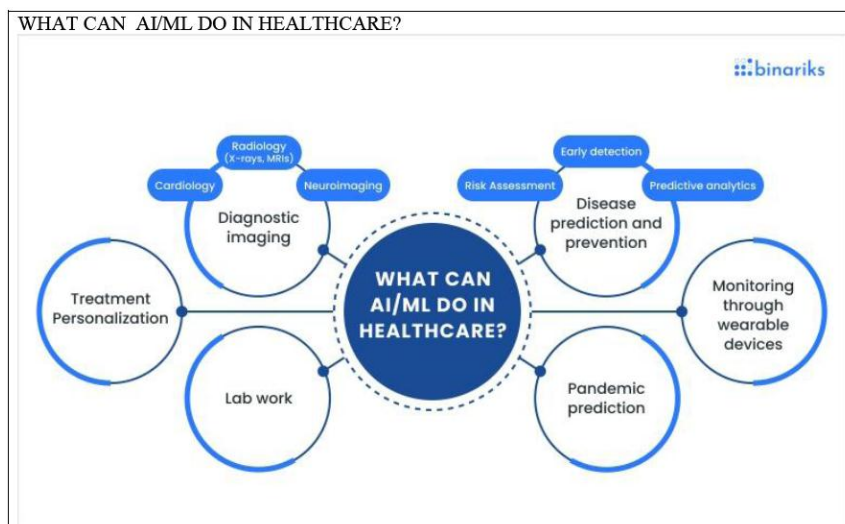 WHAT CAN AI/ML DO IN HEALTHCARE?
binariks
Radiology
(X-rays, MRIs)
Cardiology
Neuroimaging
Diagnostic
imaging
Early detection
Risk Assessment
Predictive analytics
Disease
prediction and
prevention
Treatment
Personalization
WHAT CAN
AI/ML DO IN
HEALTHCARE?
Monitoring
through
wearable
devices
Lab work
Pandemic
prediction